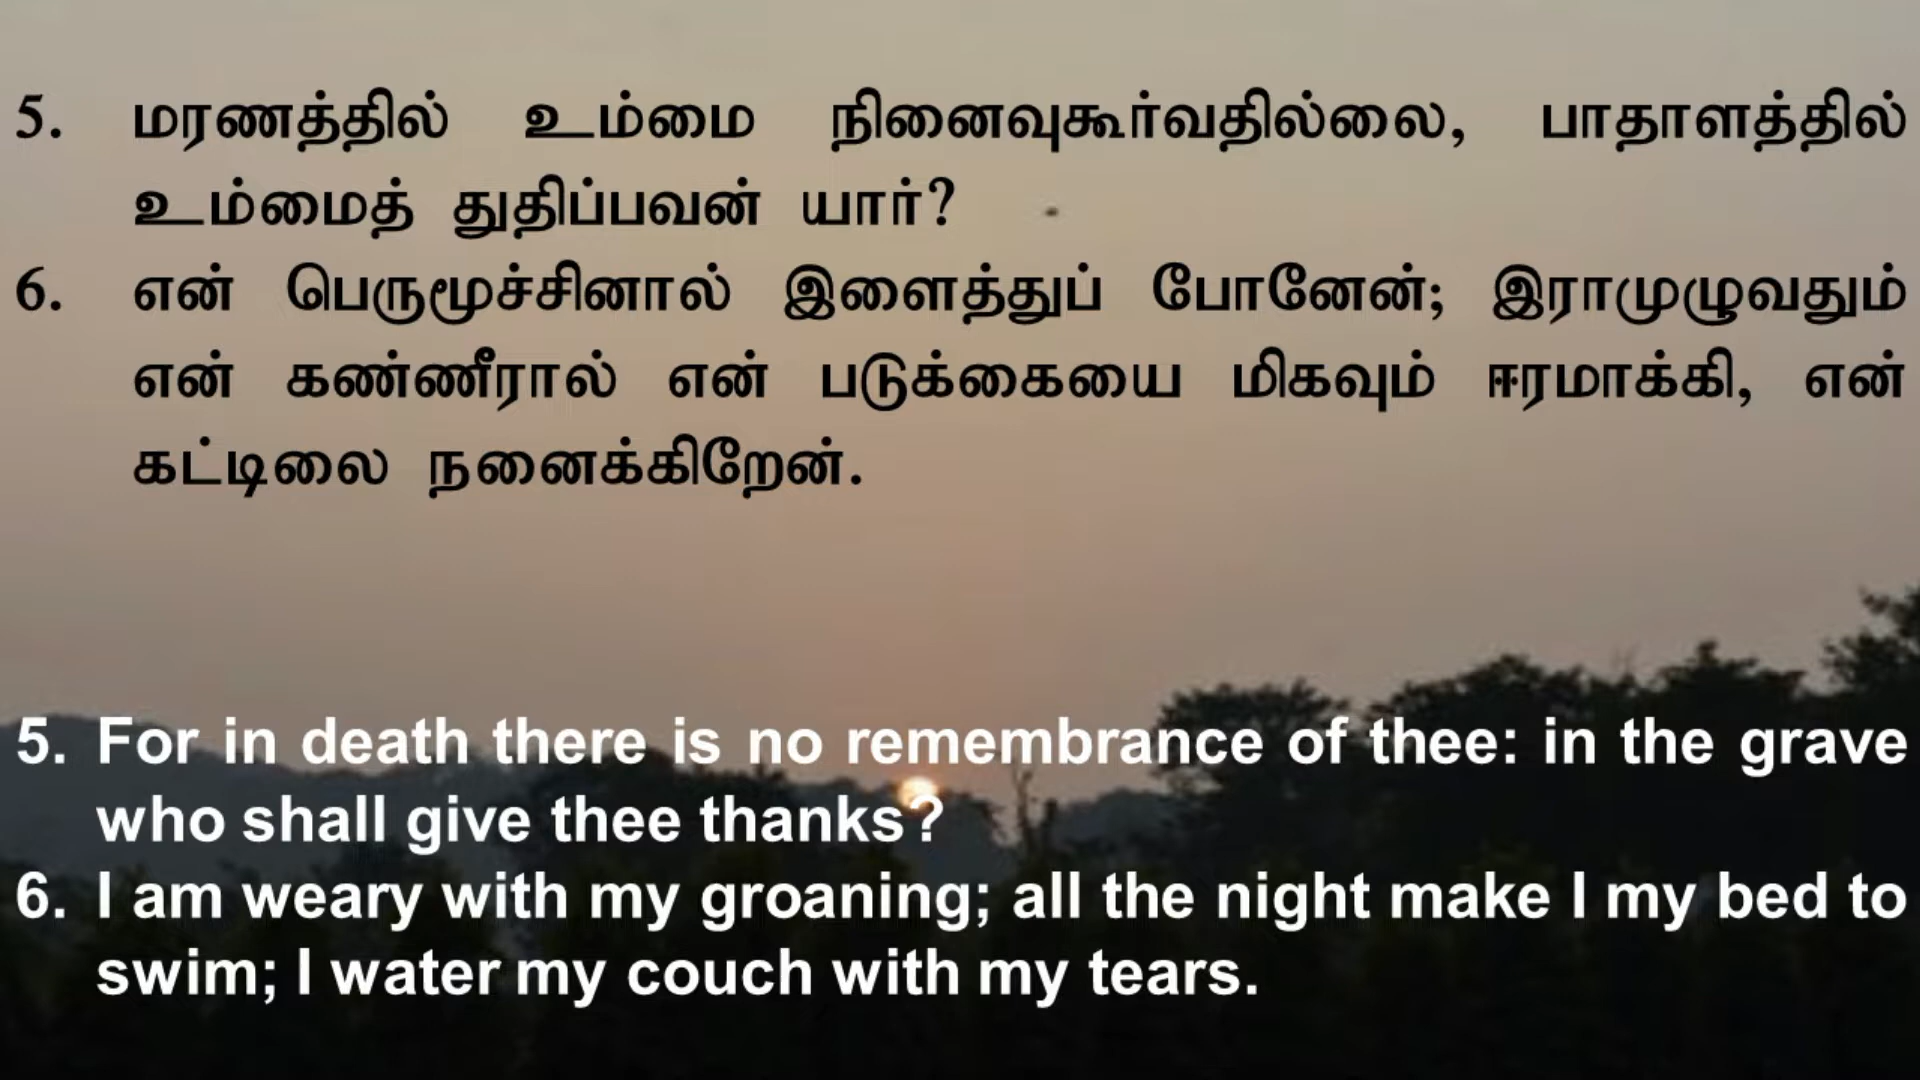 5. மரணத்தில் உம்மை நினைவுகூர்வதில்லை, பாதாளத்தில்
உம்மைத் துதிப்பவன் யார்?
6. என் பெருமூச்சினால் இளைத்துப் போனேன்; இராமுழுவதும்
என் கண்ணீரால் என் படுக்கையை மிகவும் ஈரமாக்கி, என்
கட்டிலை நனைக்கிறேன்.
5. For in death there is no remembrance of thee: in the grave
who shall give thee thanks?
6. I am weary with my groaning; all the night make I my bed to
swim; I water my couch with my tears.